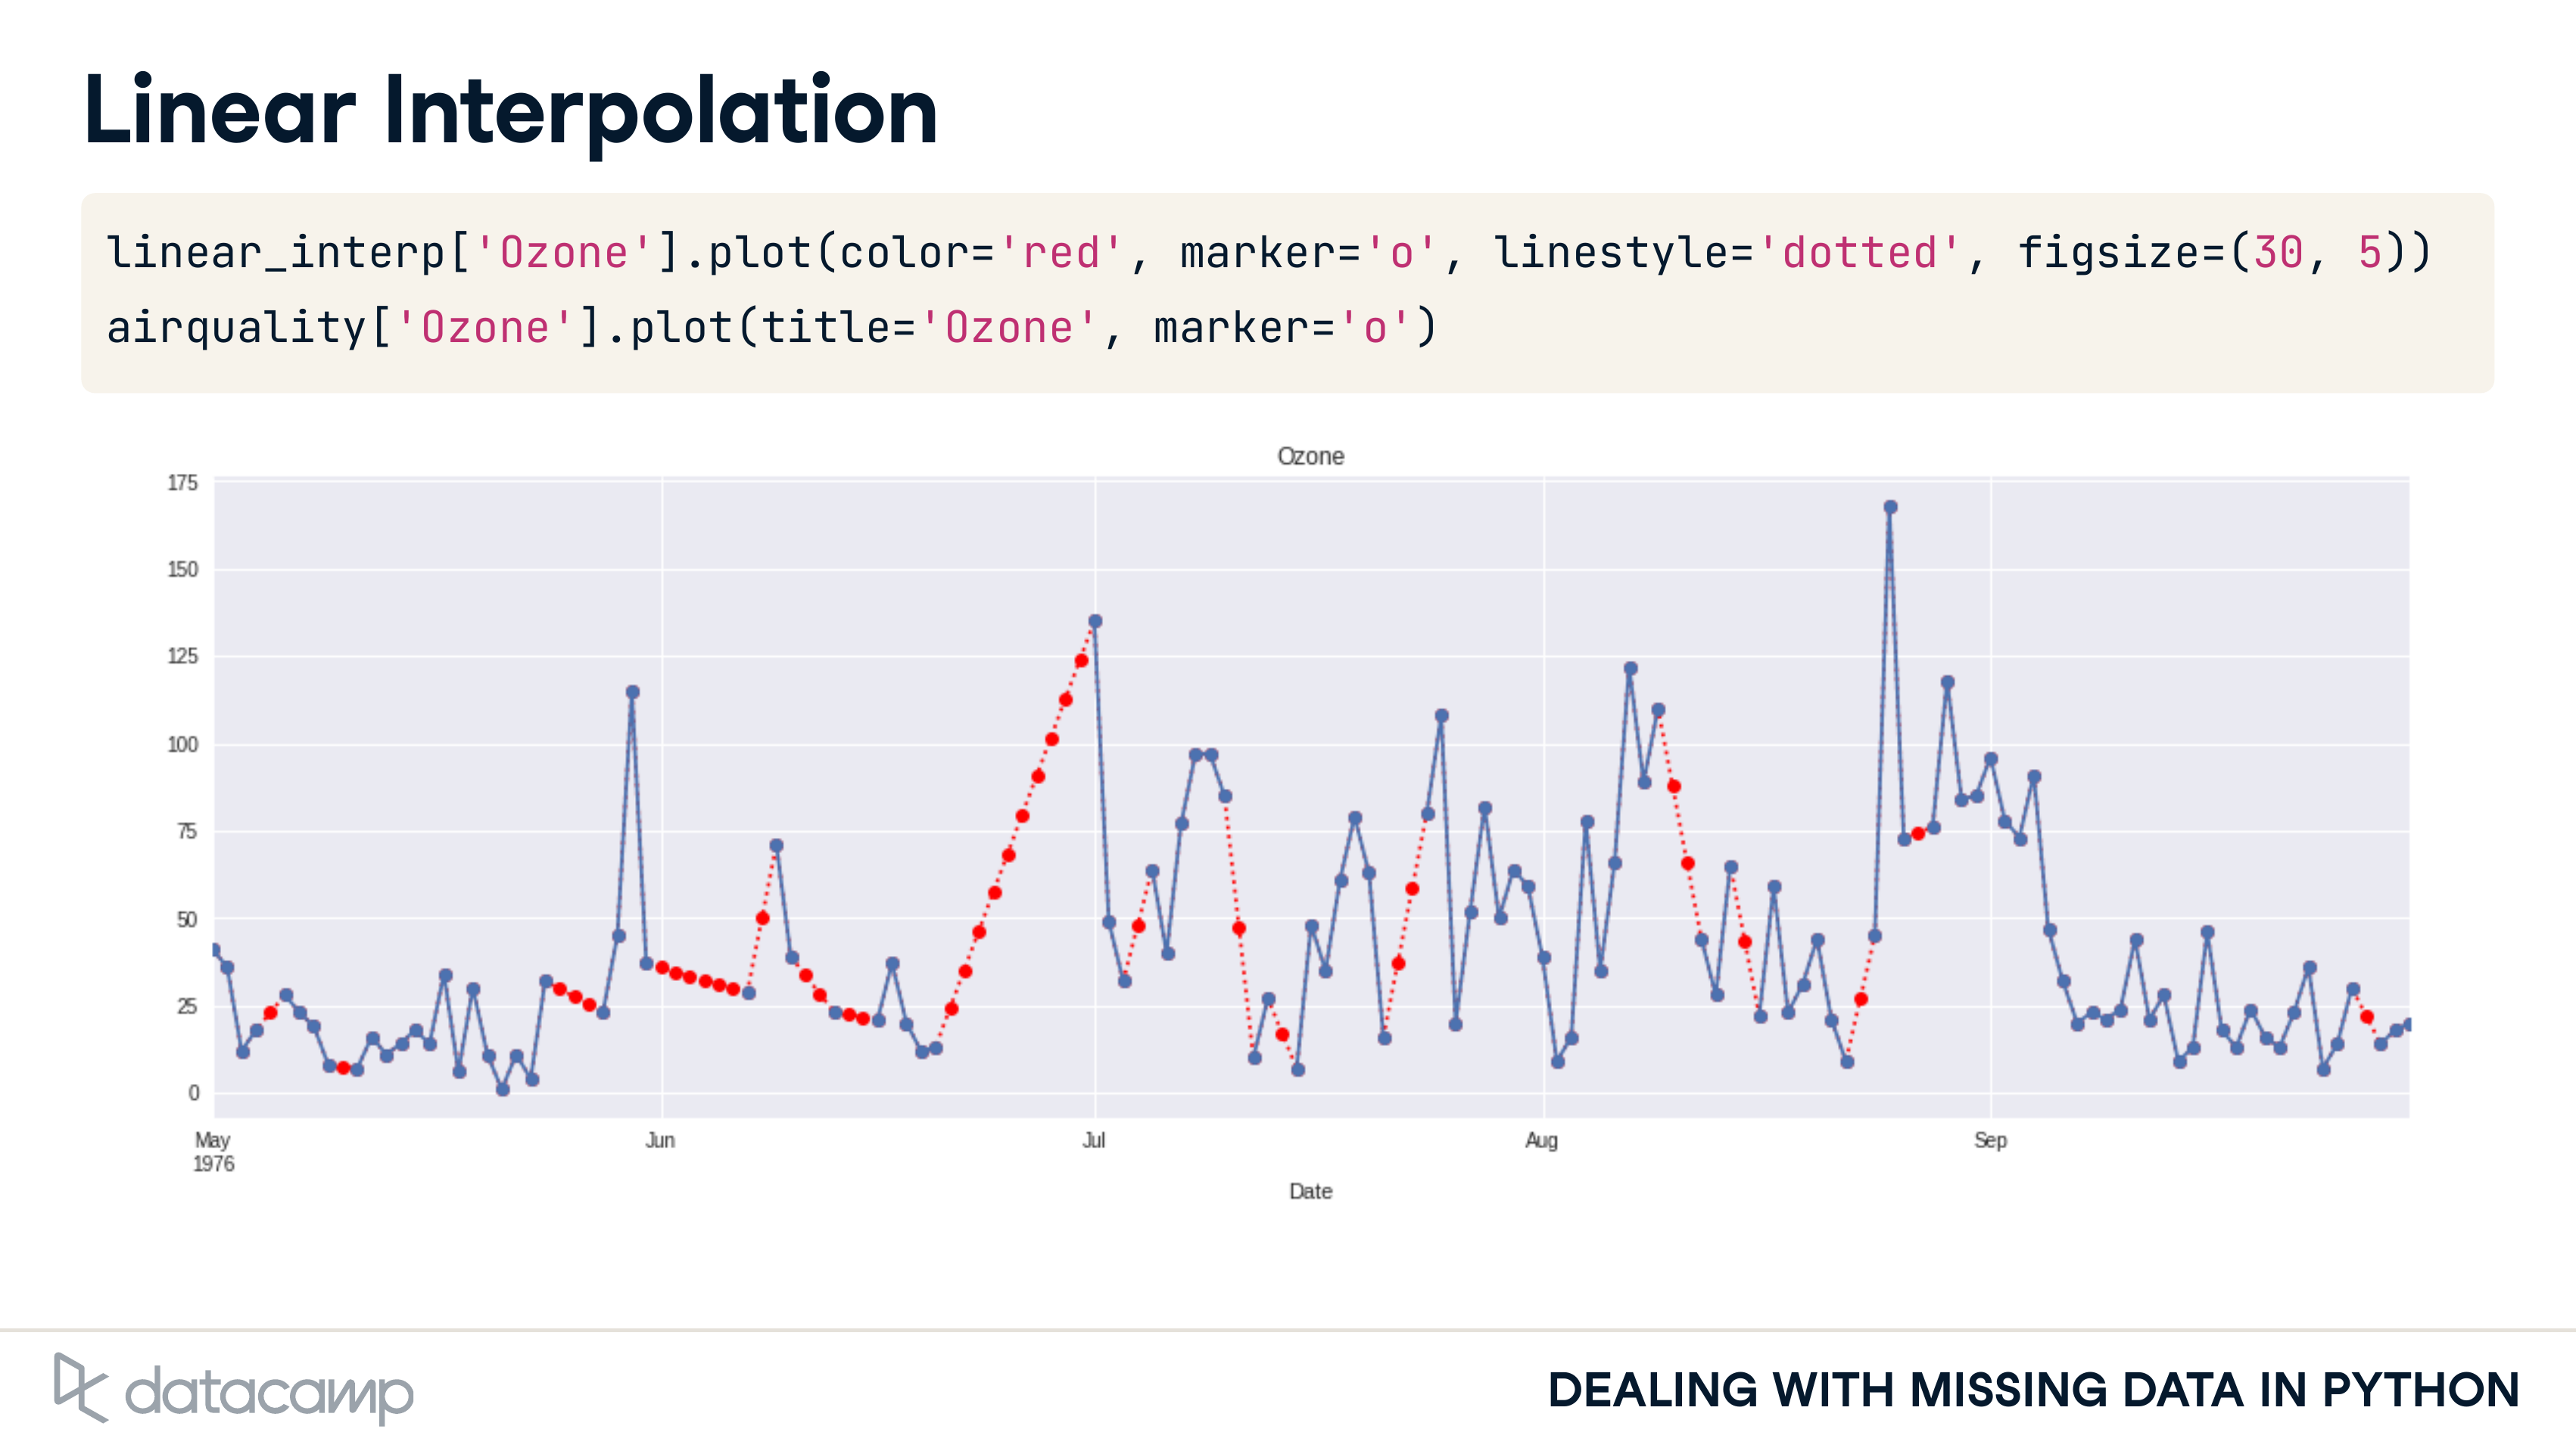 Linear Interpolation
linear_interp['Ozone'].plot(color='red', marker='o', linestyle='dotted', figsize=(30, 5))
airquality['Ozone'].plot(title='Ozone', marker='o')
Ozone
175
150
125
100
75
50
25
0
May Jun Jul Aug Sep
1976
Date
datacamp
DEALING WITH MISSING DATA IN PYTHON